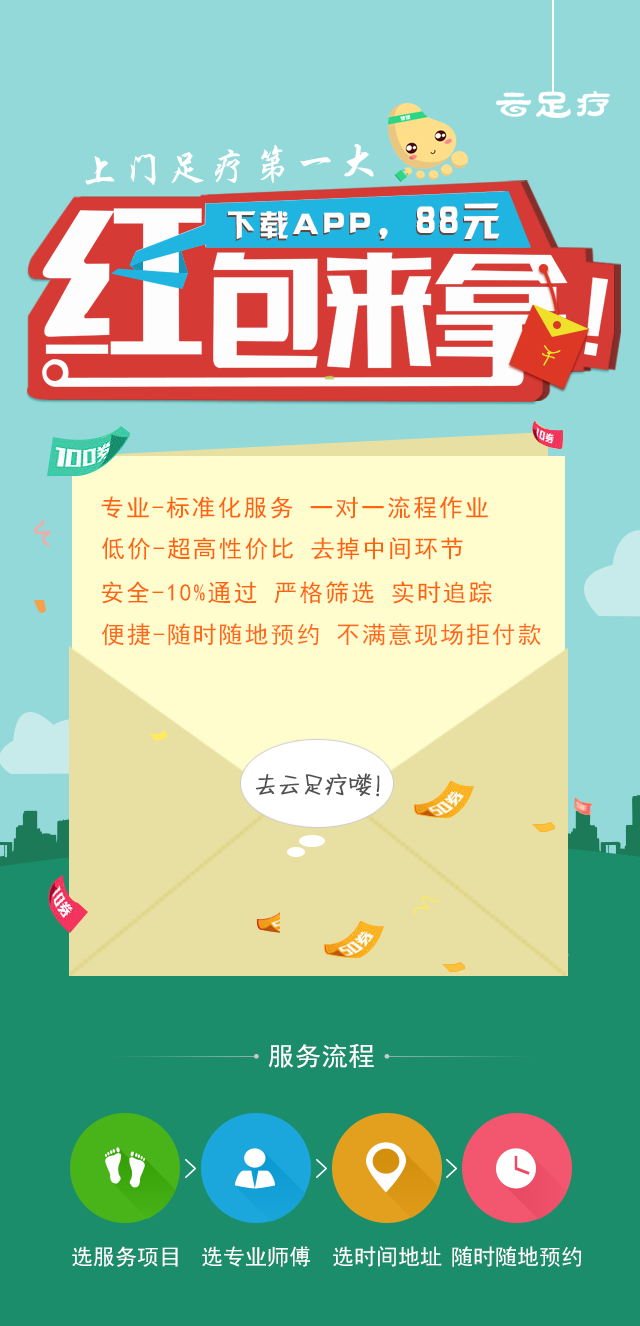 云足疗
上门足疗第一大
下载APP，88元
红包来拿！
100券
10券
专业-标准化服务 一对一流程作业
低价-超高性价比 去掉中间环节
安全-10%通过 严格筛选 实时追踪
便捷-随时随地预约 不满意现场拒付款
去云足疗喽!
50券
10券
50券
服务流程
选服务项目 选专业师傅 选时间地址 随时随地预约